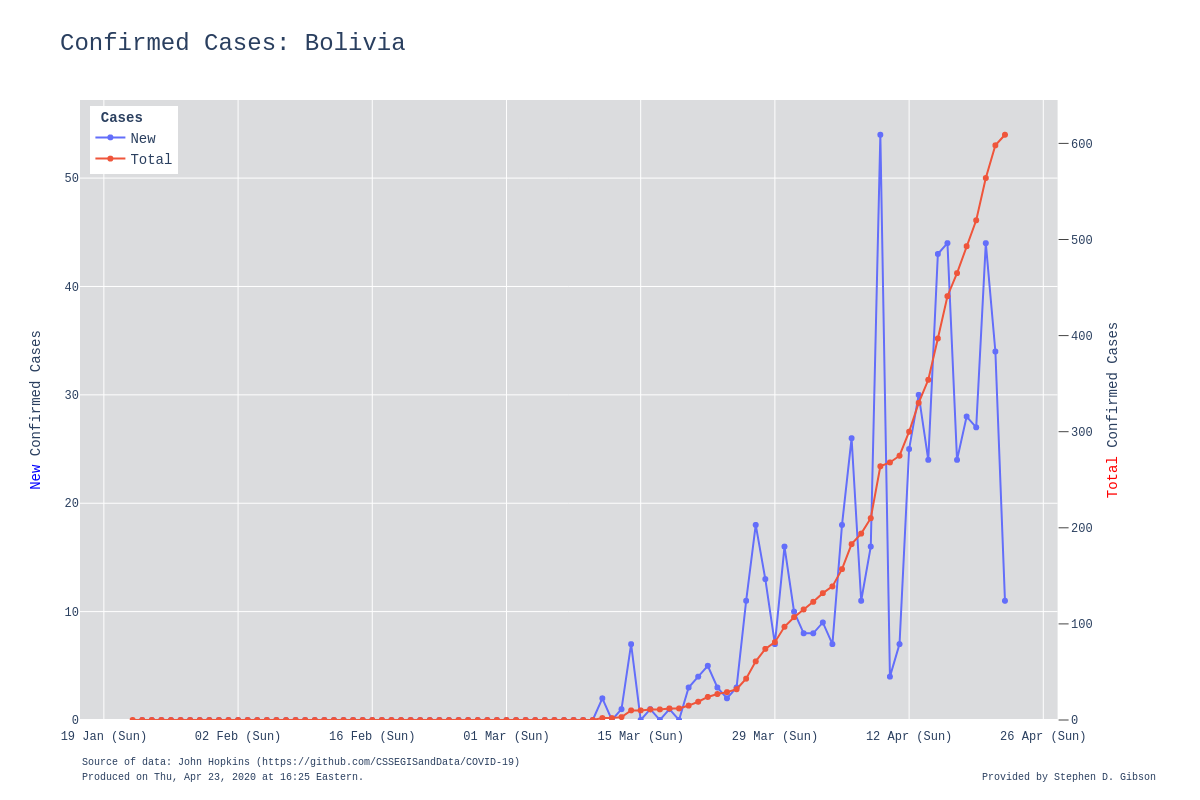 Confirmed Cases: Bolivia
Cases
New
Total
50
40
30
20
10
0
600
500
400
300
200
100
0
New Confirmed Cases
Total Confirmed Cases
19 Jan (Sun) 02 Feb (Sun) 16 Feb (Sun) 01 Mar (Sun) 15 Mar (Sun) 29 Mar (Sun) 12 Apr (Sun) 26 Apr (Sun)
Source of data: John Hopkins (https://github.com/CSSEGISandData/COVID-19)
Produced on Thu, Apr 23, 2020 at 16:25 Eastern.
Provided by Stephen D. Gibson